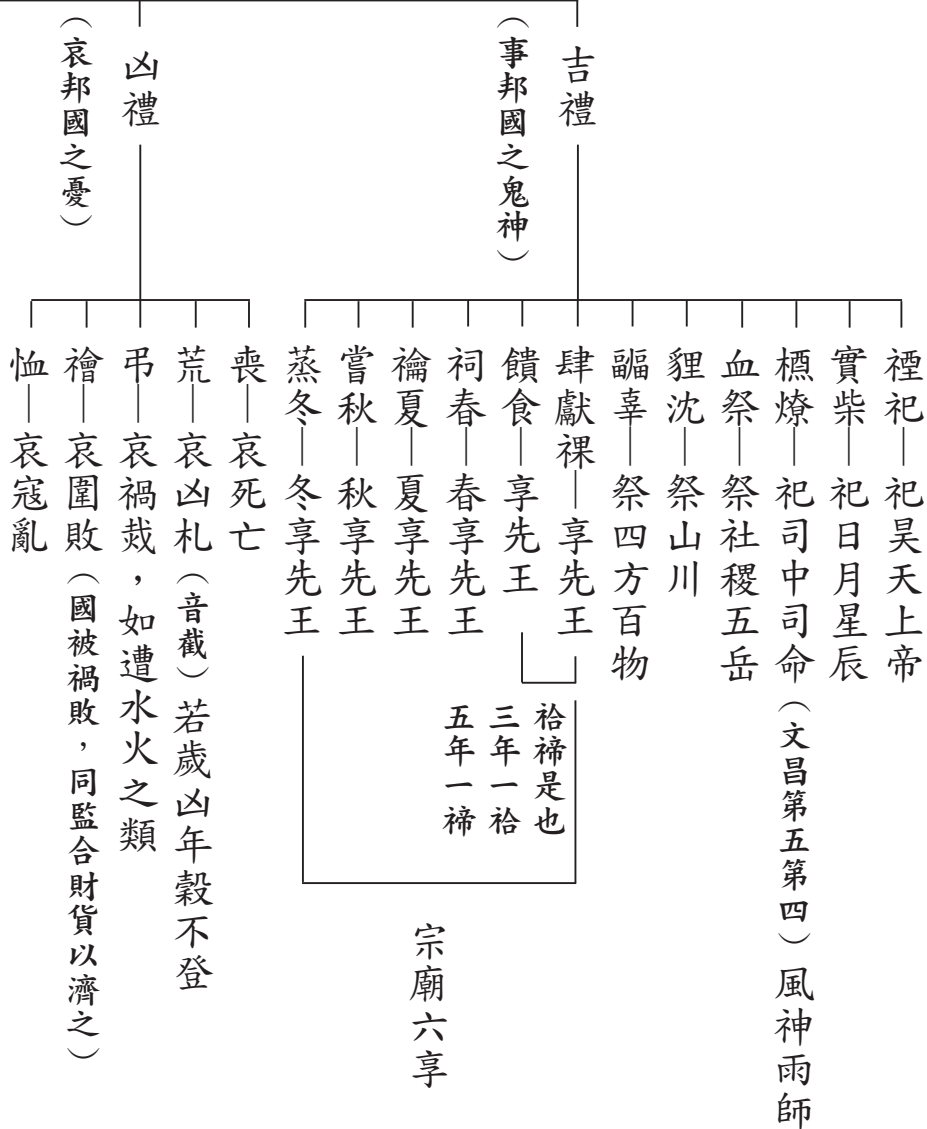 吉禮
（事邦國之鬼神）
禋祀——祀昊天上帝
實柴——祀日月星辰
槱燎——祀司中司命（文昌第五第四）風神雨師
血祭——祭社稷五岳
貍沈——祭山川
疈辜——祭四方百物
肆獻祼——享先王
饋食——享先王
祫禘是也
三年一祫
五年一禘
祠春——春享先王
禴夏——夏享先王
嘗秋——秋享先王
蒸冬——冬享先王
宗廟六享
凶禮
（哀邦國之憂）
喪——哀死亡
荒——哀凶札（音截）若歲凶年穀不登
弔——哀禍烖，如遭水火之類
禬——哀圍敗（國被禍敗，同監合財貨以濟之）
恤——哀寇亂